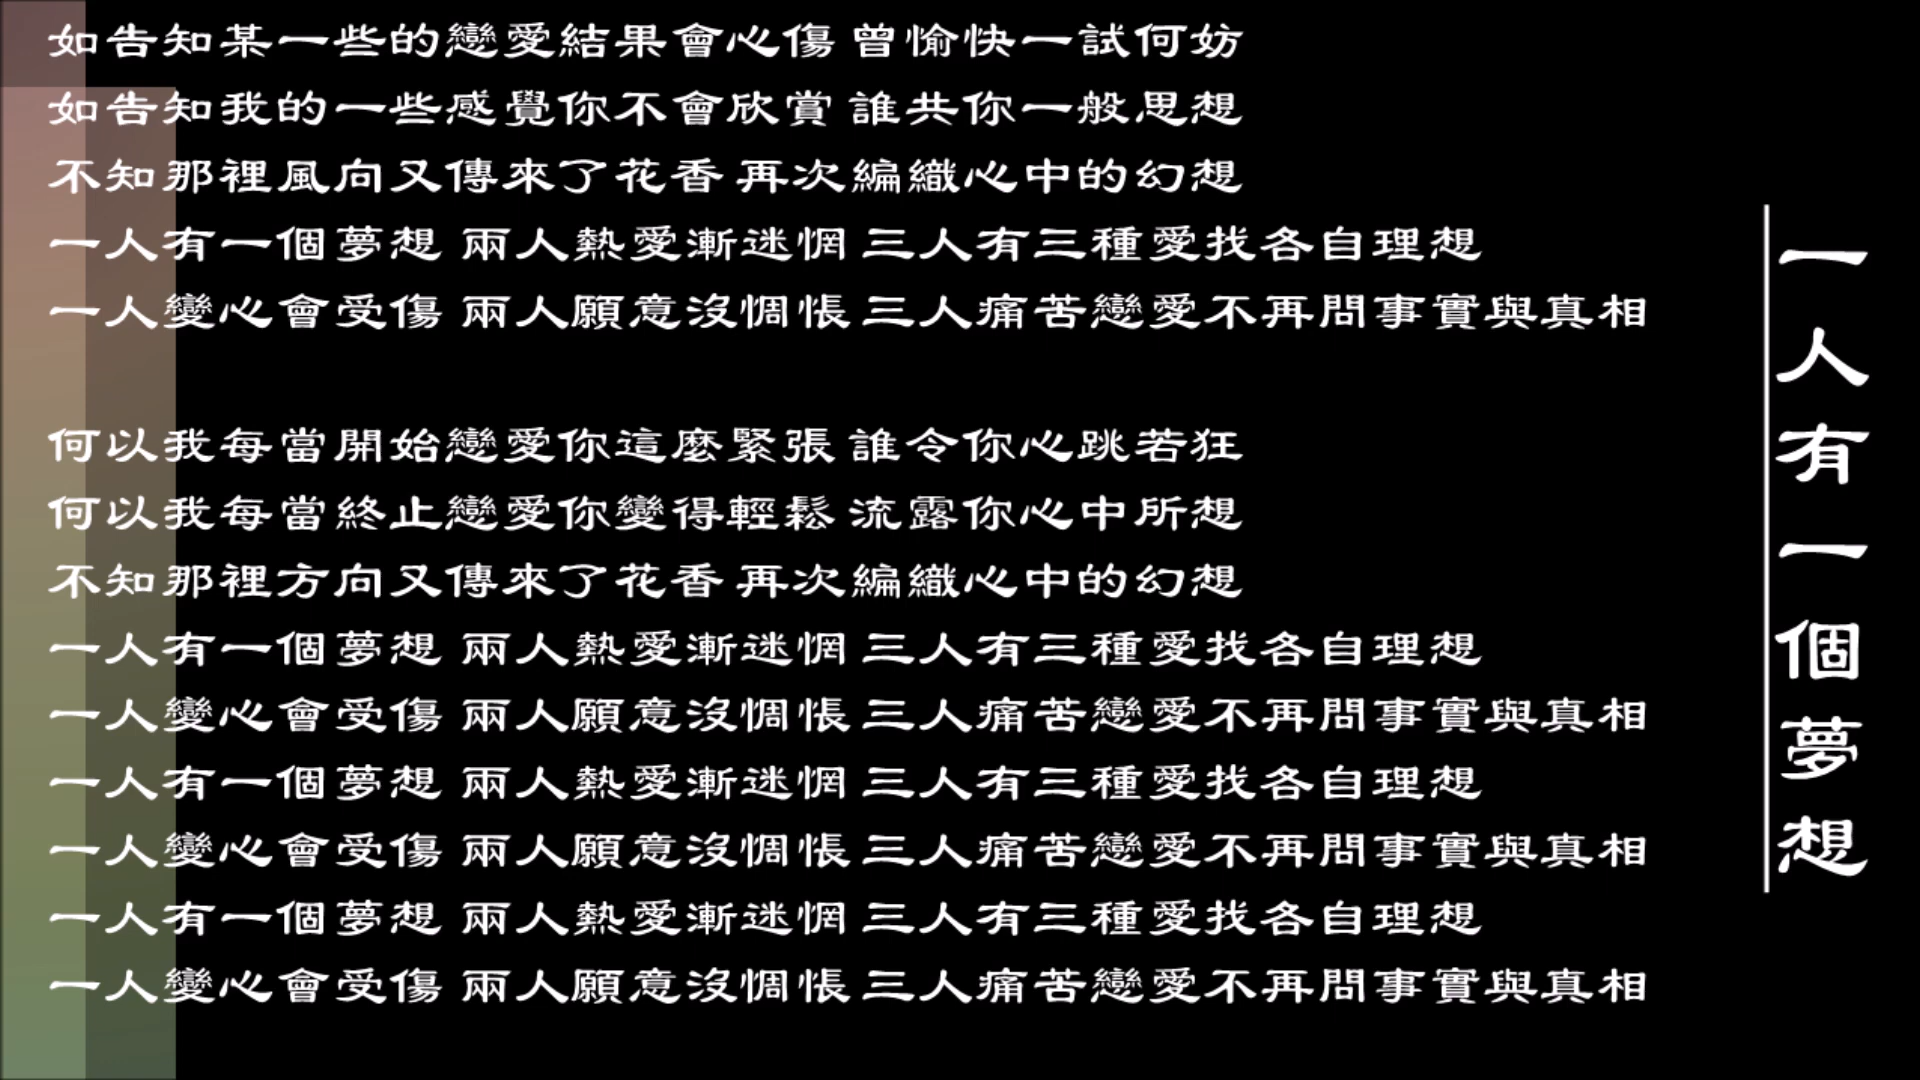 如告知某一些的戀愛結果會心傷 曾愉快一試何妨
如告知我的一些感覺你不會欣賞 誰共你一般思想
不知那裡風向又傳來了花香 再次編織心中的幻想
一人有一個夢想 兩人熱愛漸迷惘 三人有三種愛找各自理想
一人變心會受傷 兩人願意沒惆悵 三人痛苦戀愛不再問事實與真相
何以我每當開始戀愛你這麼緊張 誰令你心跳若狂
何以我每當終止戀愛你變得輕鬆 流露你心中所想
不知那裡方向又傳來了花香 再次編織心中的幻想
一人有一個夢想 兩人熱愛漸迷惘 三人有三種愛找各自理想
一人變心會受傷 兩人願意沒惆悵 三人痛苦戀愛不再問事實與真相
一人有一個夢想 兩人熱愛漸迷惘 三人有三種愛找各自理想
一人變心會受傷 兩人願意沒惆悵 三人痛苦戀愛不再問事實與真相
一人有一個夢想 兩人熱愛漸迷惘 三人有三種愛找各自理想
一人變心會受傷 兩人願意沒惆悵 三人痛苦戀愛不再問事實與真相
一人有一個夢想